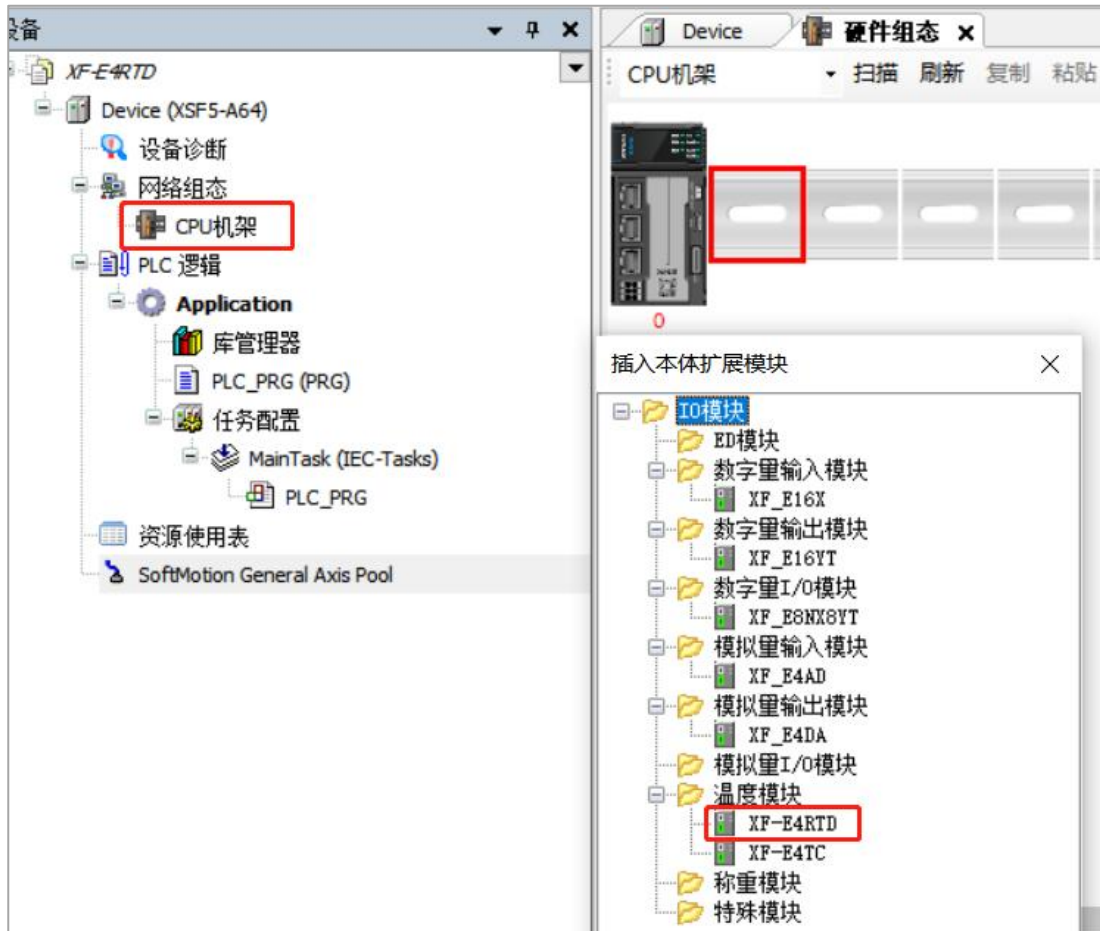 设备
XF-E4RTD
Device (XSF5-A64)
设备诊断
网络组态
CPU机架
PLC 逻辑
Application
库管理器
PLC_PRG (PRG)
任务配置
MainTask (IEC-Tasks)
PLC_PRG
资源使用表
SoftMotion General Axis Pool
Device
硬件组态
CPU机架 扫描 刷新 复制 粘贴
0
插入本体扩展模块
IO模块
ED模块
数字量输入模块
XF_E16X
数字量输出模块
XF_E16YT
数字量I/O模块
XF_E8NX8YT
模拟量输入模块
XF_E4AD
模拟量输出模块
XF_E4DA
模拟量I/O模块
温度模块
XF-E4RTD
XF-E4TC
称重模块
特殊模块